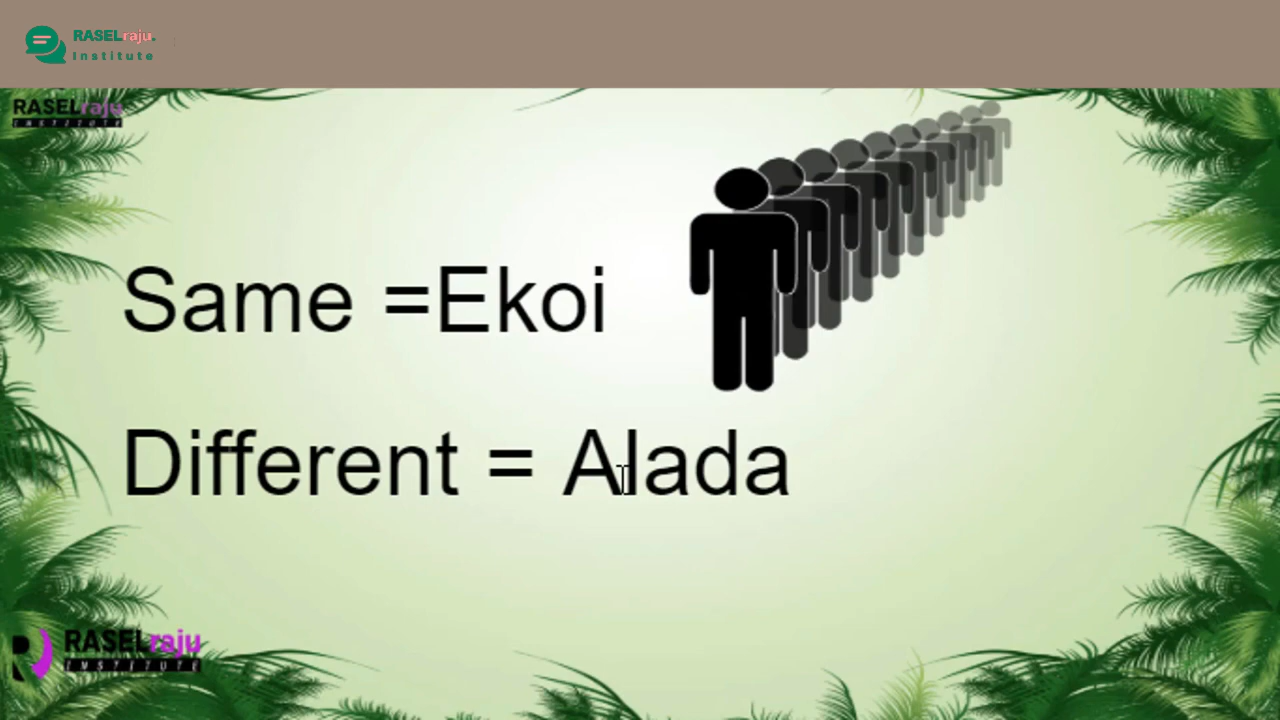 RASELraju.
Institute
RASELraju
INSTITUTE
Same =Ekoi
Different = Alada
RASELraju
INSTITUTE